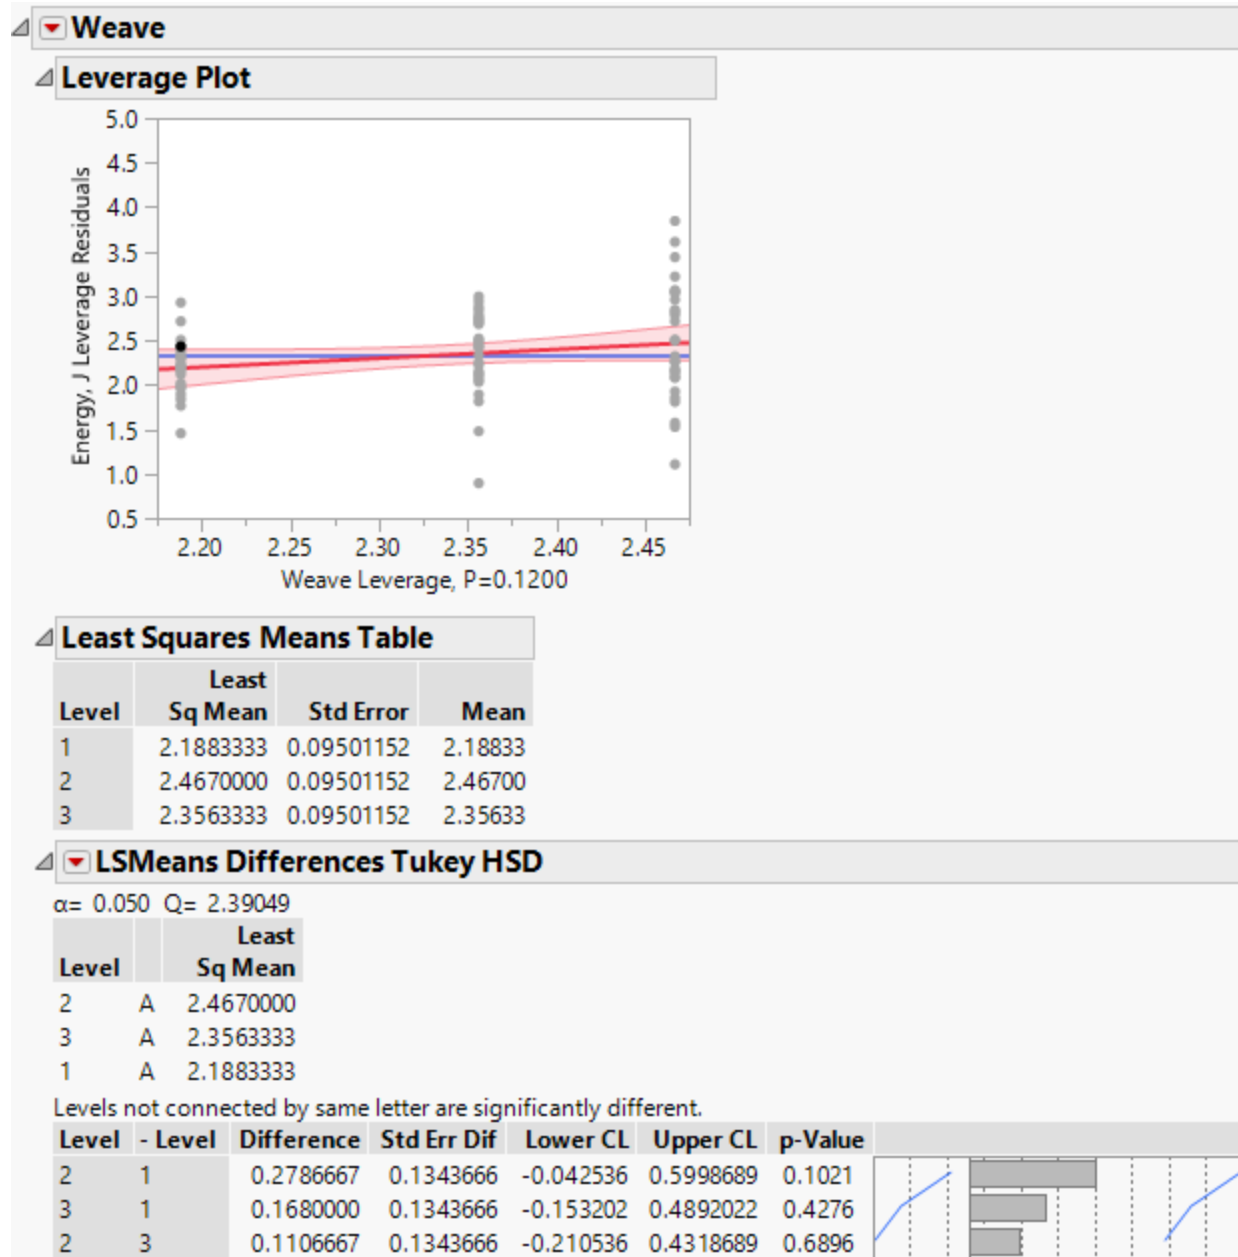 Weave
Leverage Plot
5.0
4.5
4.0
3.5
3.0
2.5
2.0
1.5
1.0
0.5
Energy, J Leverage Residuals
2.20 2.25 2.30 2.35 2.40 2.45
Weave Leverage, P=0.1200
Least Squares Means Table
Least
Level Sq Mean Std Error Mean
1 2.1883333 0.09501152 2.18833
2 2.4670000 0.09501152 2.46700
3 2.3563333 0.09501152 2.35633
LSMeans Differences Tukey HSD
α= 0.050 Q= 2.39049
Least
Level Sq Mean
2 A 2.4670000
3 A 2.3563333
1 A 2.1883333
Levels not connected by same letter are significantly different.
Level - Level Difference Std Err Dif Lower CL Upper CL p-Value
2 1 0.2786667 0.1343666 -0.042536 0.5998689 0.1021
3 1 0.1680000 0.1343666 -0.153202 0.4892022 0.4276
2 3 0.1106667 0.1343666 -0.210536 0.4318689 0.6896